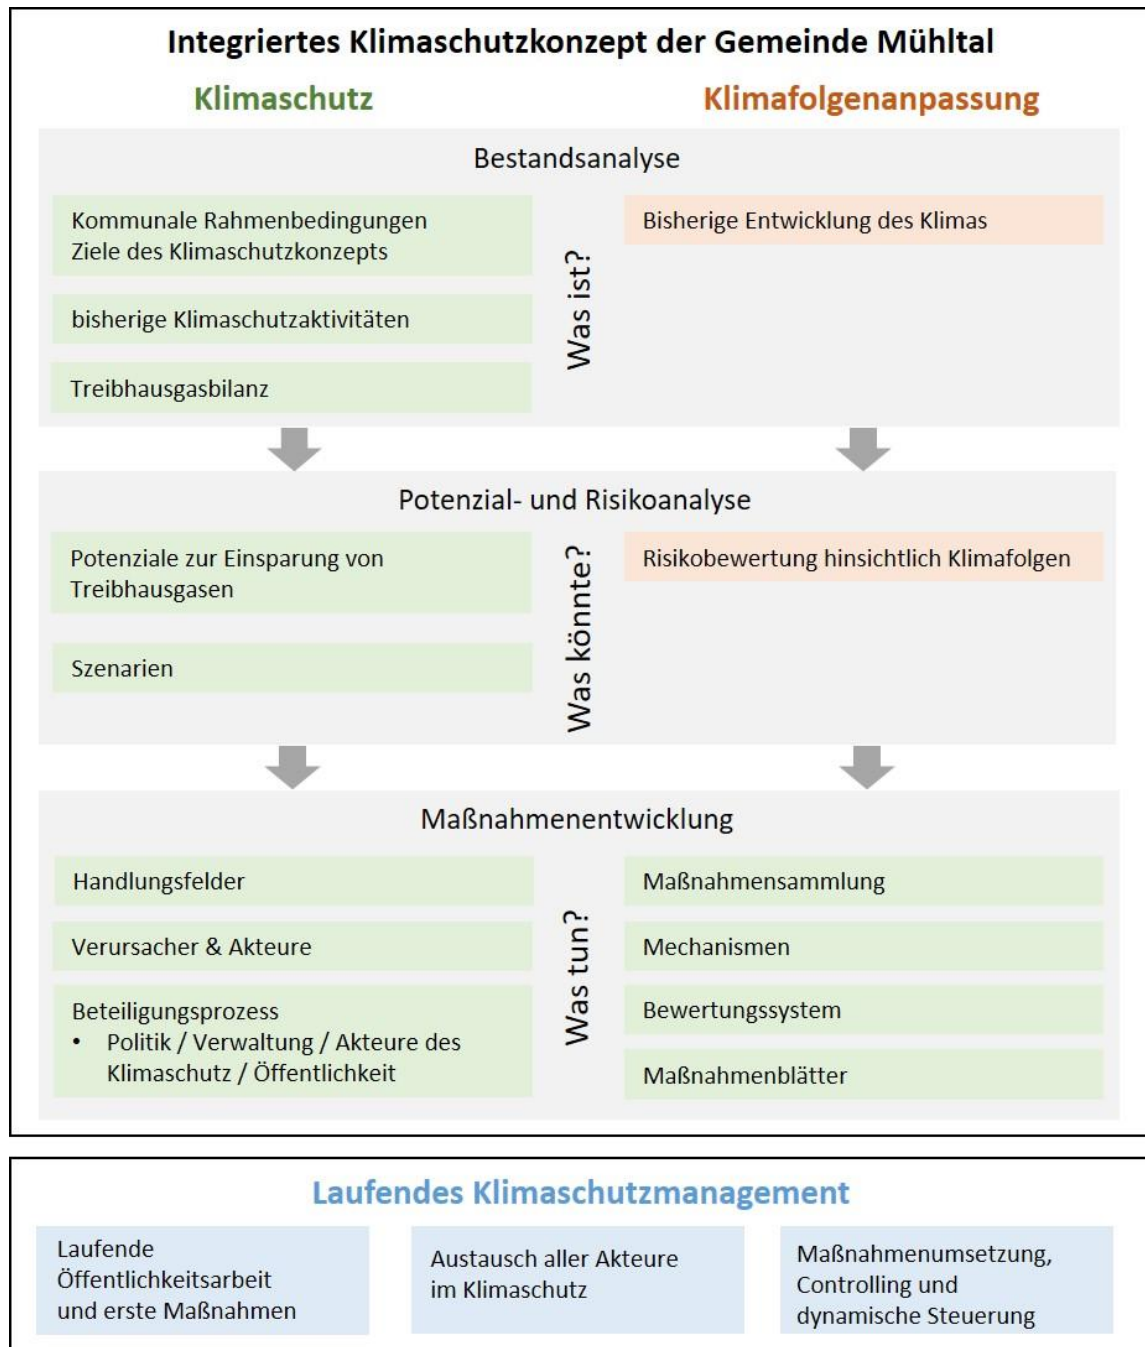 Integriertes Klimaschutzkonzept der Gemeinde Mühltal
Klimaschutz
Klimafolgenanpassung
Bestandsanalyse
Kommunale Rahmenbedingungen
Ziele des Klimaschutzkonzepts
bisherige Klimaschutzaktivitäten
Treibhausgasbilanz
Was ist?
Bisherige Entwicklung des Klimas
Potenzial- und Risikoanalyse
Potenziale zur Einsparung von
Treibhausgasen
Szenarien
Was könnte?
Risikobewertung hinsichtlich Klimafolgen
Maßnahmenentwicklung
Handlungsfelder
Verursacher & Akteure
Beteiligungsprozess
• Politik / Verwaltung / Akteure des
Klimaschutz / Öffentlichkeit
Was tun?
Maßnahmensammlung
Mechanismen
Bewertungssystem
Maßnahmenblätter
Laufendes Klimaschutzmanagement
Laufende
Öffentlichkeitsarbeit
und erste Maßnahmen
Austausch aller Akteure
im Klimaschutz
Maßnahmenumsetzung,
Controlling und
dynamische Steuerung